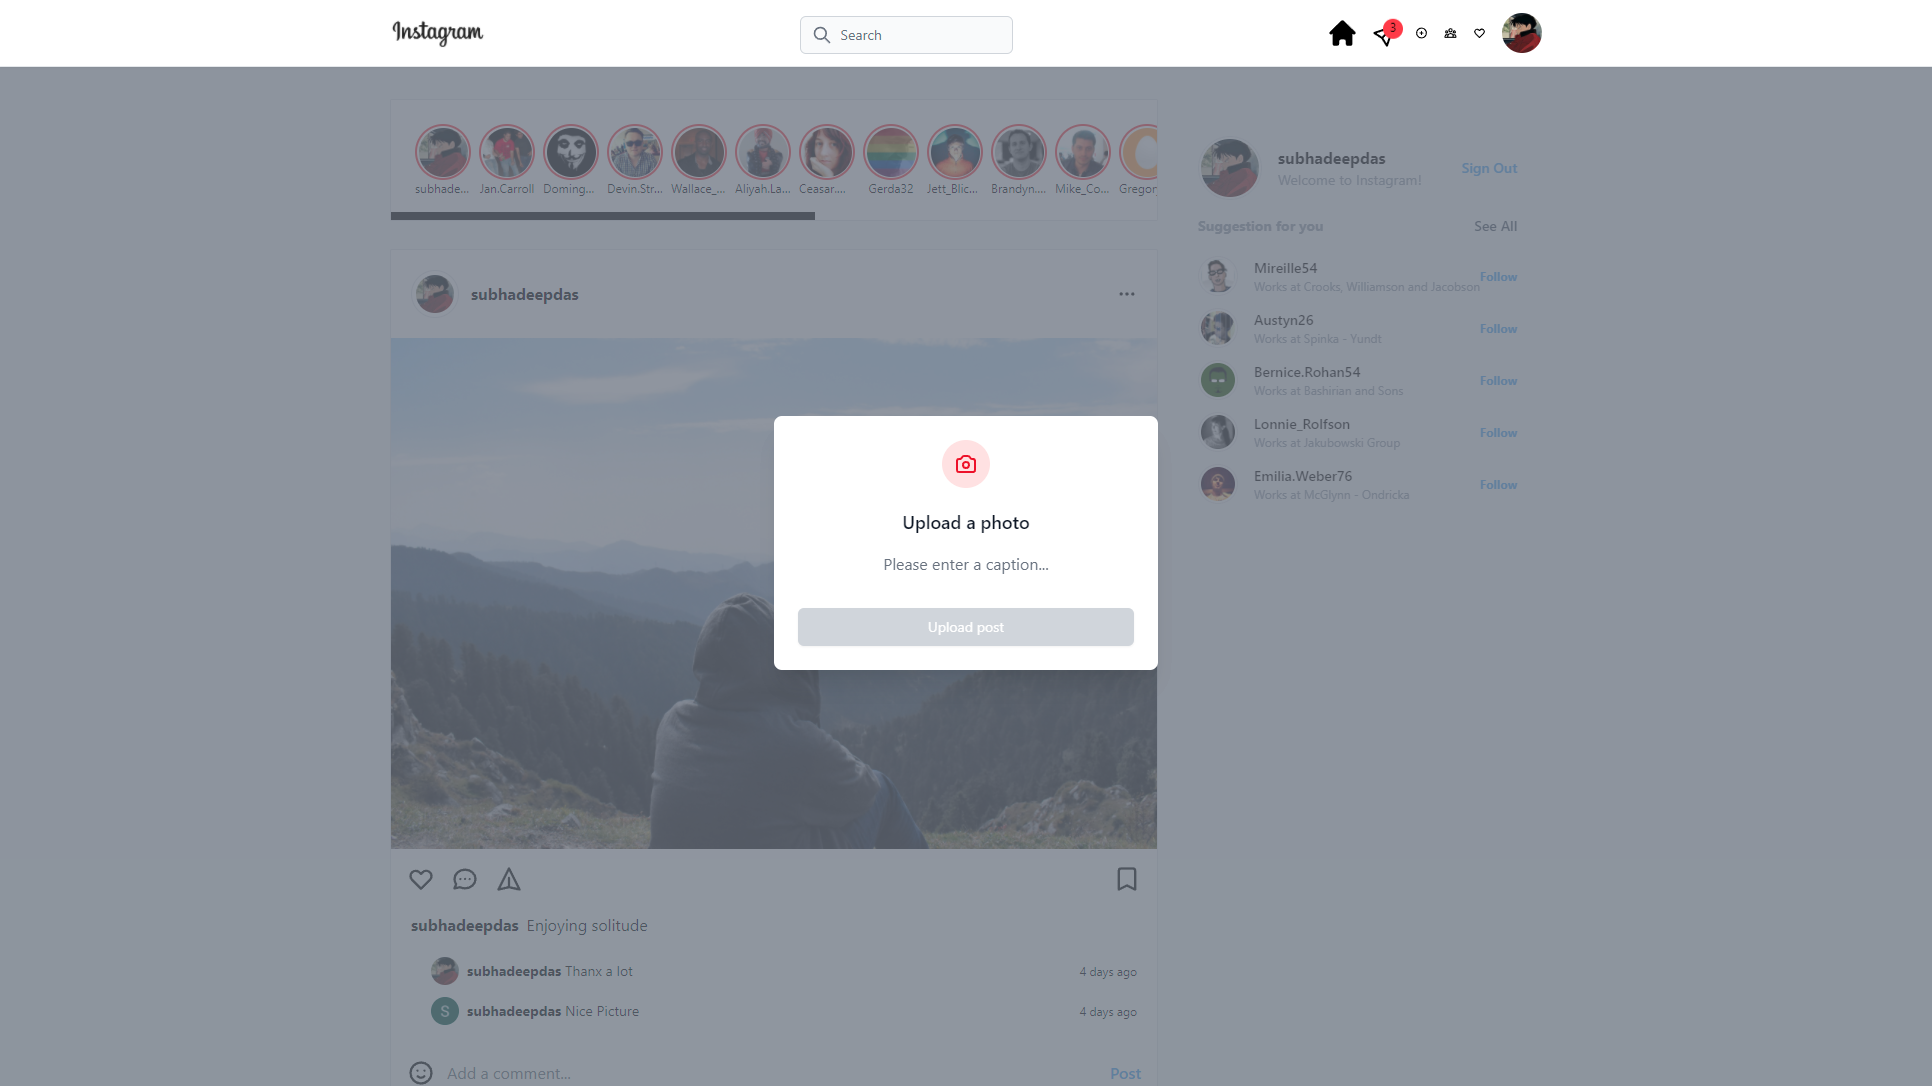 Instagram
Search
3
subhade...
Jan.Carroll
Doming...
Devin.Str...
Wallace_...
Aliyah.La...
Ceasar....
Gerda32
Jett_Blic...
Brandyn....
Mike_Co...
Gregory
subhadeepdas
Welcome to Instagram!
Sign Out
Suggestion for you
See All
Mireille54
Works at Crooks, Williamson and Jacobson
Follow
Austyn26
Works at Spinka - Yundt
Follow
Bernice.Rohan54
Works at Bashirian and Sons
Follow
Lonnie_Rolfson
Works at Jakubowski Group
Follow
Emilia.Weber76
Works at McGlynn - Ondricka
Follow
subhadeepdas
Upload a photo
Please enter a caption...
Upload post
subhadeepdas Enjoying solitude
subhadeepdas Thanx a lot
4 days ago
S
subhadeepdas Nice Picture
4 days ago
Add a comment...
Post